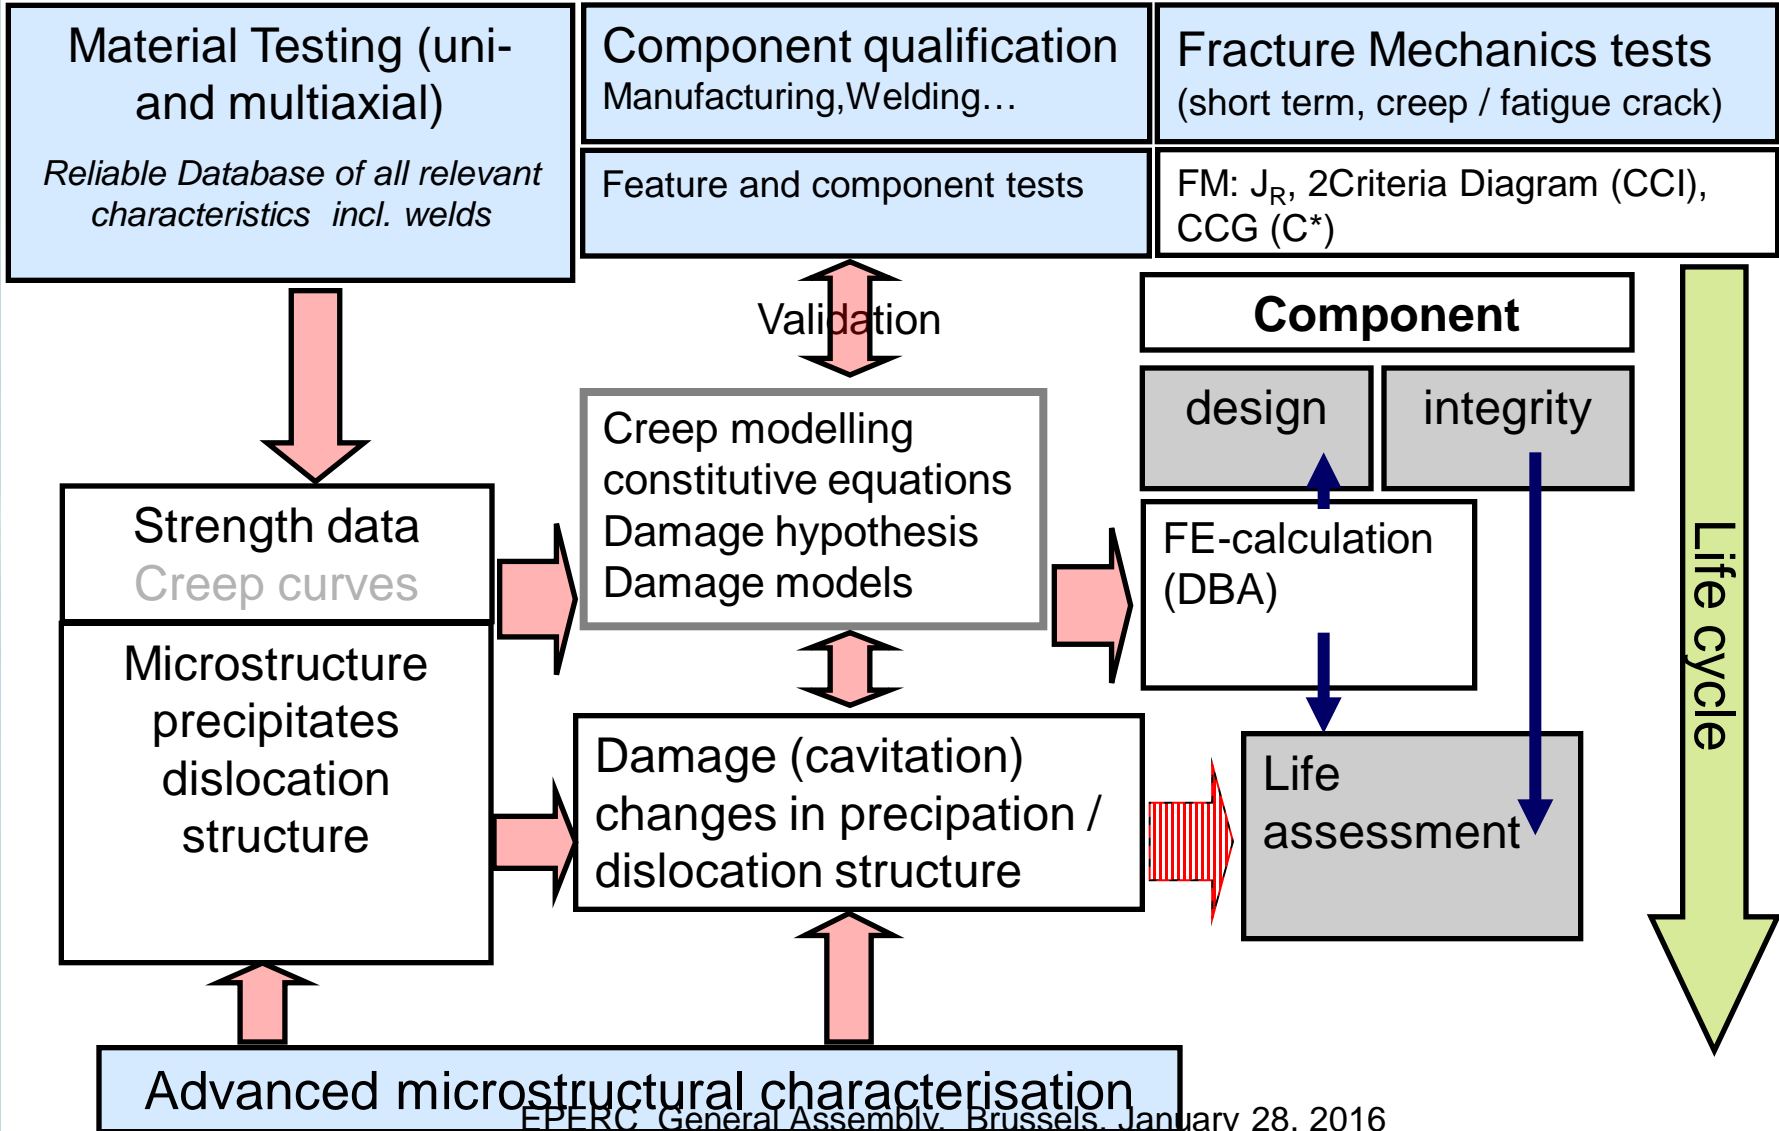 Material Testing (uni-
and multiaxial)
Reliable Database of all relevant
characteristics incl. welds
Component qualification
Manufacturing,Welding…
Feature and component tests
Fracture Mechanics tests
(short term, creep / fatigue crack)
FM: JR, 2Criteria Diagram (CCI),
CCG (C*)
Validation
Component
design
integrity
Creep modelling
constitutive equations
Damage hypothesis
Damage models
Strength data
Creep curves
FE-calculation
(DBA)
Life cycle
Microstructure
precipitates
dislocation
structure
Damage (cavitation)
changes in precipation /
dislocation structure
Life
assessment
Advanced microstructural characterisation
EPERC General Assembly, Brussels, January 28, 2016